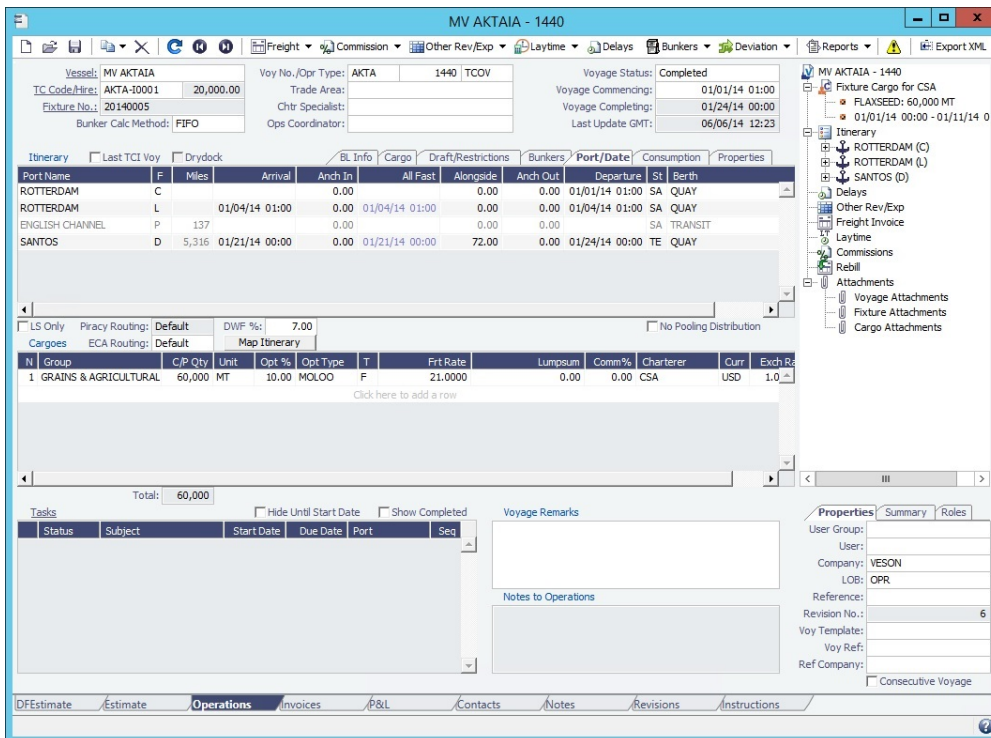 MV AKTAIA - 1440
Freight Commission Other Rev/Exp Laytime Delays Bunkers Deviation Reports Export XML
Vessel: MV AKTAIA Voy No./Opr Type: AKTA 1440 TCOV Voyage Status: Completed
TC Code/Hire: AKTA-I0001 20,000.00 Trade Area: Voyage Commencing: 01/01/14 01:00
Fixture No.: 20140005 Chtr Specialist: Voyage Completing: 01/24/14 00:00
Bunker Calc Method: FIFO Ops Coordinator: Last Update GMT: 06/06/14 12:23
Itinerary Last TCI Voy Drydock BL Info Cargo Draft/Restrictions Bunkers Port/Date Consumption Properties
Port Name F Miles Arrival Anch In All Fast Alongside Anch Out Departure St Berth
ROTTERDAM C 0.00 0.00 0.00 01/01/14 01:00 SA QUAY
ROTTERDAM L 01/04/14 01:00 0.00 01/04/14 01:00 0.00 0.00 01/04/14 01:00 SA QUAY
ENGLISH CHANNEL P 137 0.00 0.00 0.00 SA TRANSIT
SANTOS D 5,316 01/21/14 00:00 0.00 01/21/14 00:00 72.00 0.00 01/24/14 00:00 TE QUAY
LS Only Piracy Routing: Default DWF %: 7.00 No Pooling Distribution
Cargoes ECA Routing: Default Map Itinerary
N Group C/P Qty Unit Opt % Opt Type T Frt Rate Lumpsum Comm% Charterer Curr Exch Ra
1 GRAINS & AGRICULTURAL 60,000 MT 10.00 MOLOO F 21.0000 0.00 0.00 CSA USD 1.0
Click here to add a row
Total: 60,000
Tasks Hide Until Start Date Show Completed Voyage Remarks
Status Subject Start Date Due Date Port Seq
Notes to Operations
MV AKTAIA - 1440
Fixture Cargo for CSA
FLAXSEED: 60,000 MT
01/01/14 00:00 - 01/11/14 0
Itinerary
ROTTERDAM (C)
ROTTERDAM (L)
SANTOS (D)
Delays
Other Rev/Exp
Freight Invoice
Laytime
Commissions
Rebill
Attachments
Voyage Attachments
Fixture Attachments
Cargo Attachments
Properties Summary Roles
User Group:
User:
Company: VESON
LOB: OPR
Reference:
Revision No.: 6
Voy Template:
Voy Ref:
Ref Company:
Consecutive Voyage
DFEstimate Estimate Operations Invoices P&L Contacts Notes Revisions Instructions